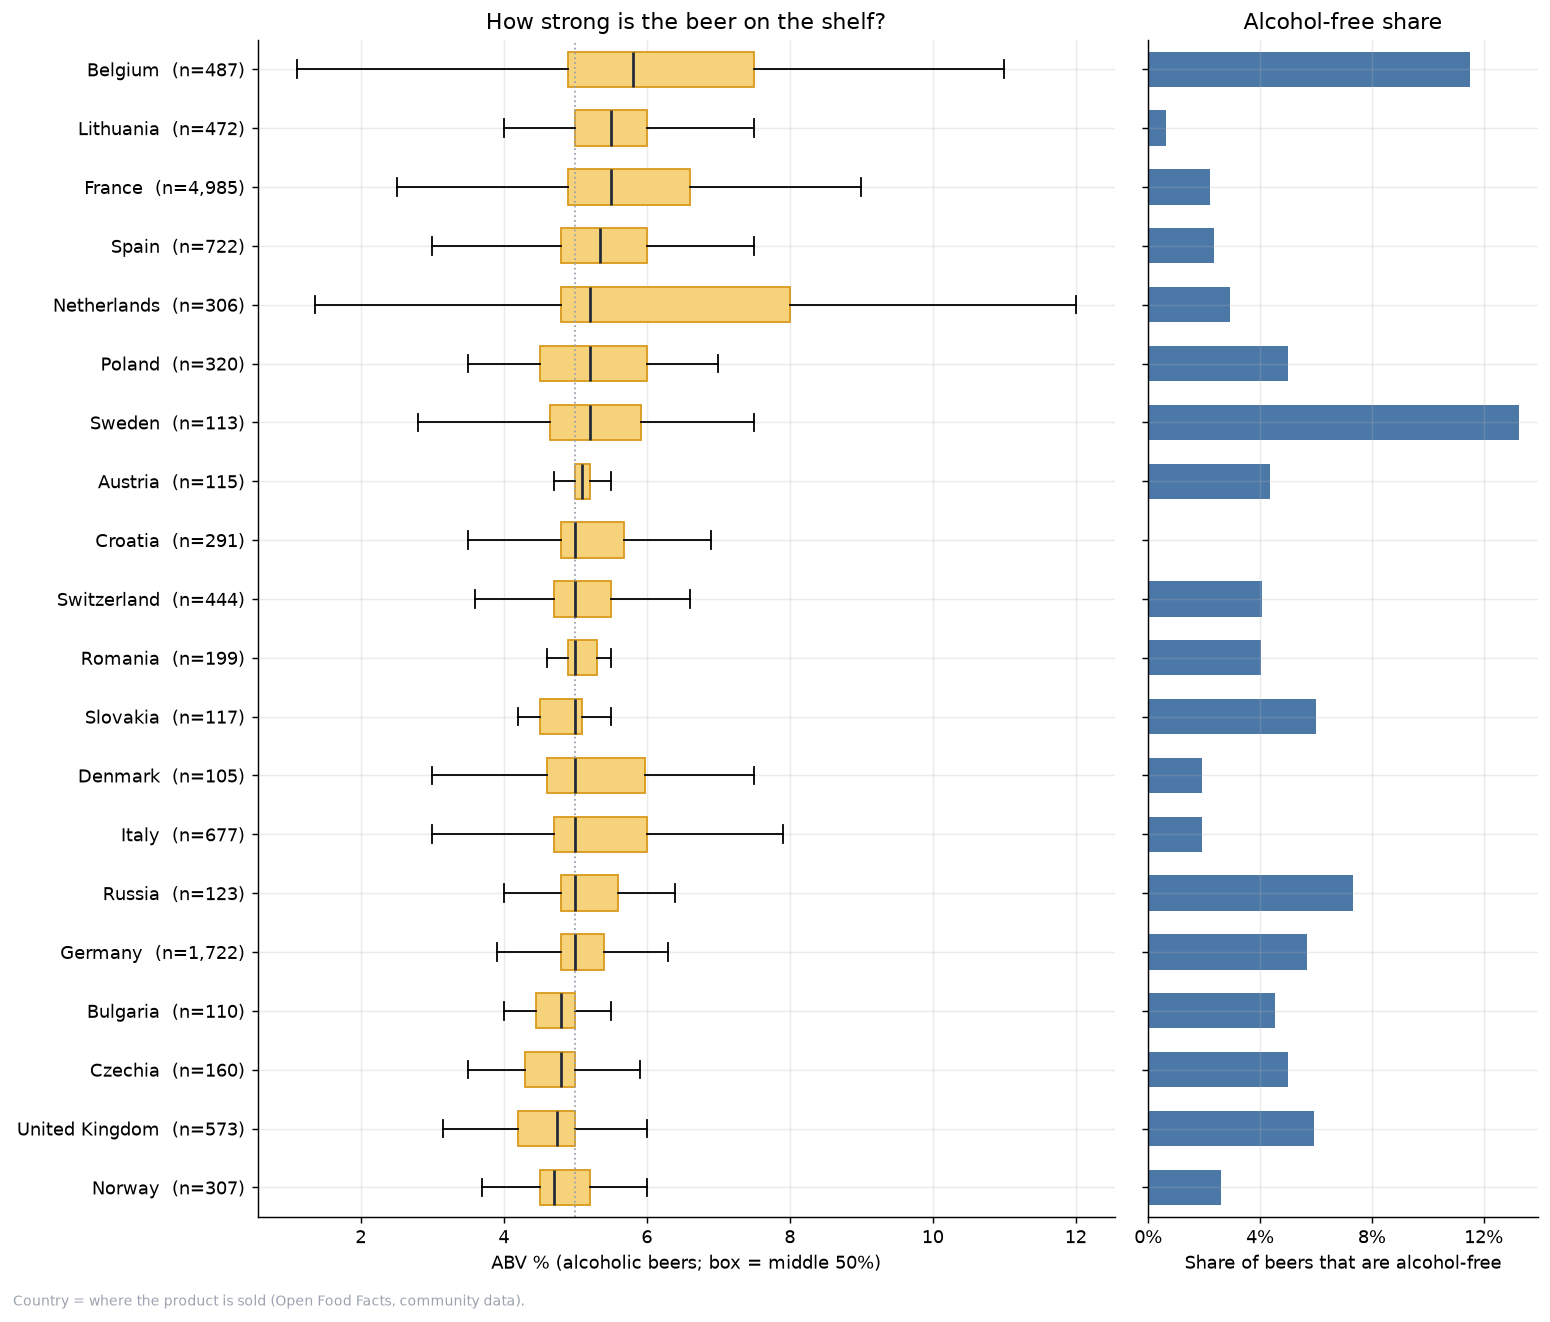 How strong is the beer on the shelf?
Alcohol-free share
Belgium (n=487)
Lithuania (n=472)
France (n=4,985)
Spain (n=722)
Netherlands (n=306)
Poland (n=320)
Sweden (n=113)
Austria (n=115)
Croatia (n=291)
Switzerland (n=444)
Romania (n=199)
Slovakia (n=117)
Denmark (n=105)
Italy (n=677)
Russia (n=123)
Germany (n=1,722)
Bulgaria (n=110)
Czechia (n=160)
United Kingdom (n=573)
Norway (n=307)
2 4 6 8 10 12
0% 4% 8% 12%
ABV % (alcoholic beers; box = middle 50%)
Share of beers that are alcohol-free
Country = where the product is sold (Open Food Facts, community data).